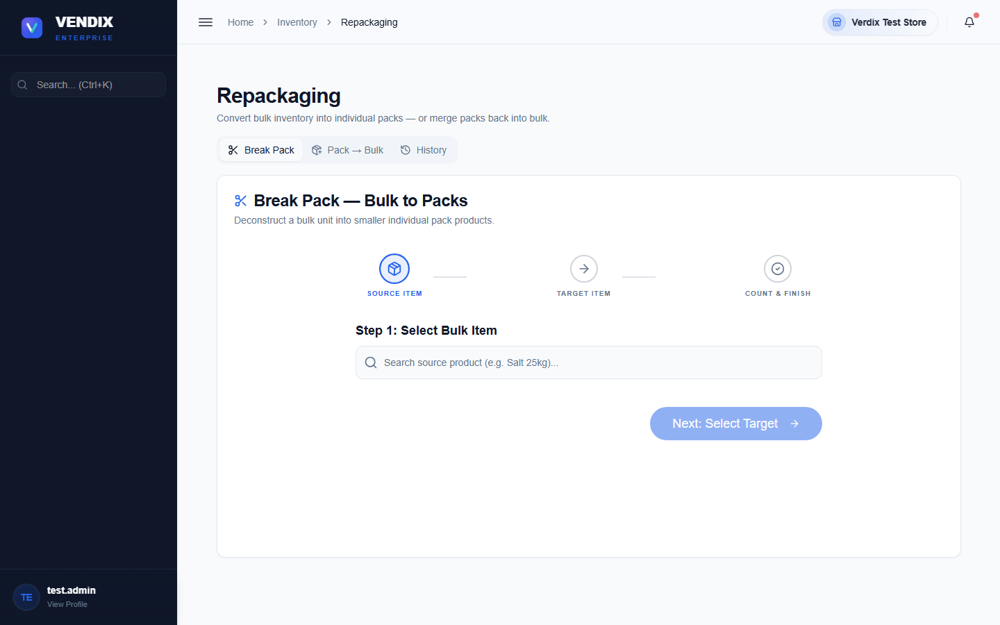 VENDIX
ENTERPRISE
Search... (Ctrl+K)
test.admin
View Profile
TE
Home
Inventory
Repackaging
Verdix Test Store
Repackaging
Convert bulk inventory into individual packs — or merge packs back into bulk.
Break Pack
Pack → Bulk
History
Break Pack — Bulk to Packs
Deconstruct a bulk unit into smaller individual pack products.
SOURCE ITEM
TARGET ITEM
COUNT & FINISH
Step 1: Select Bulk Item
Search source product (e.g. Salt 25kg)...
Next: Select Target